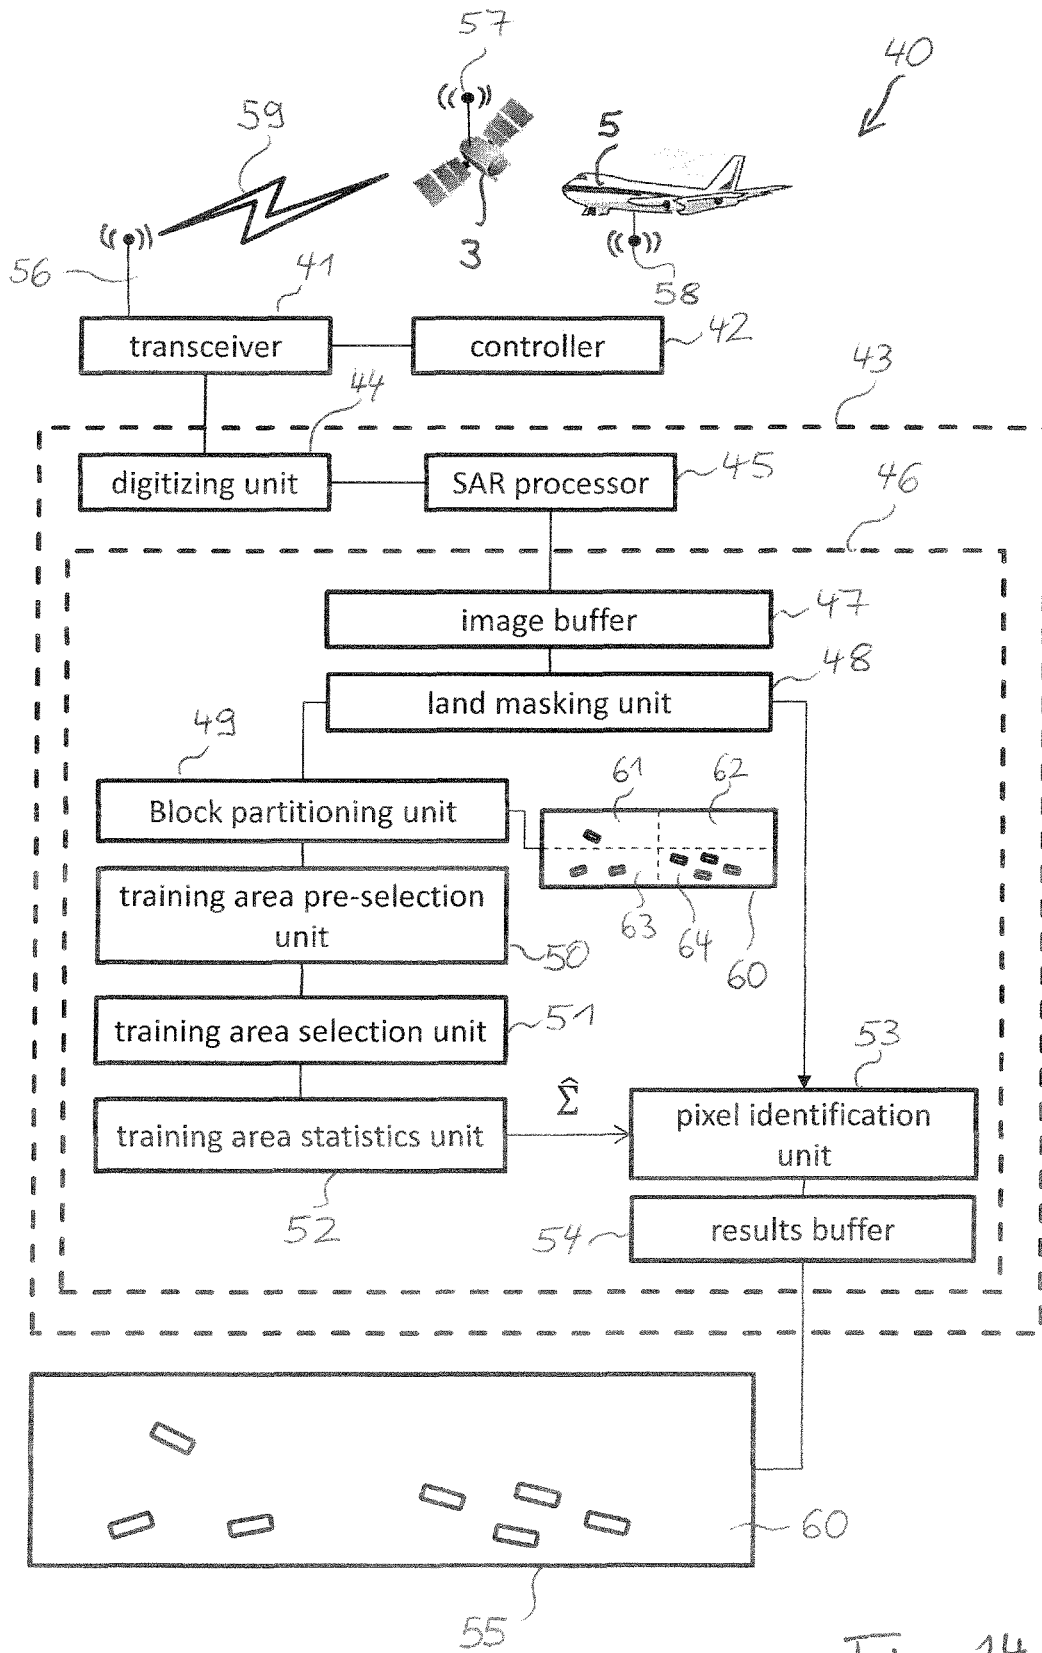 57
40
59
5
3
56
41
58
transceiver
controller
42
44
43
digitizing unit
SAR processor
45
46
image buffer
47
land masking unit
48
49
Block partitioning unit
61
62
training area pre-selection
unit
50
63
64
60
training area selection unit
51
53
training area statistics unit
Σ̂
pixel identification
unit
52
54
results buffer
60
55